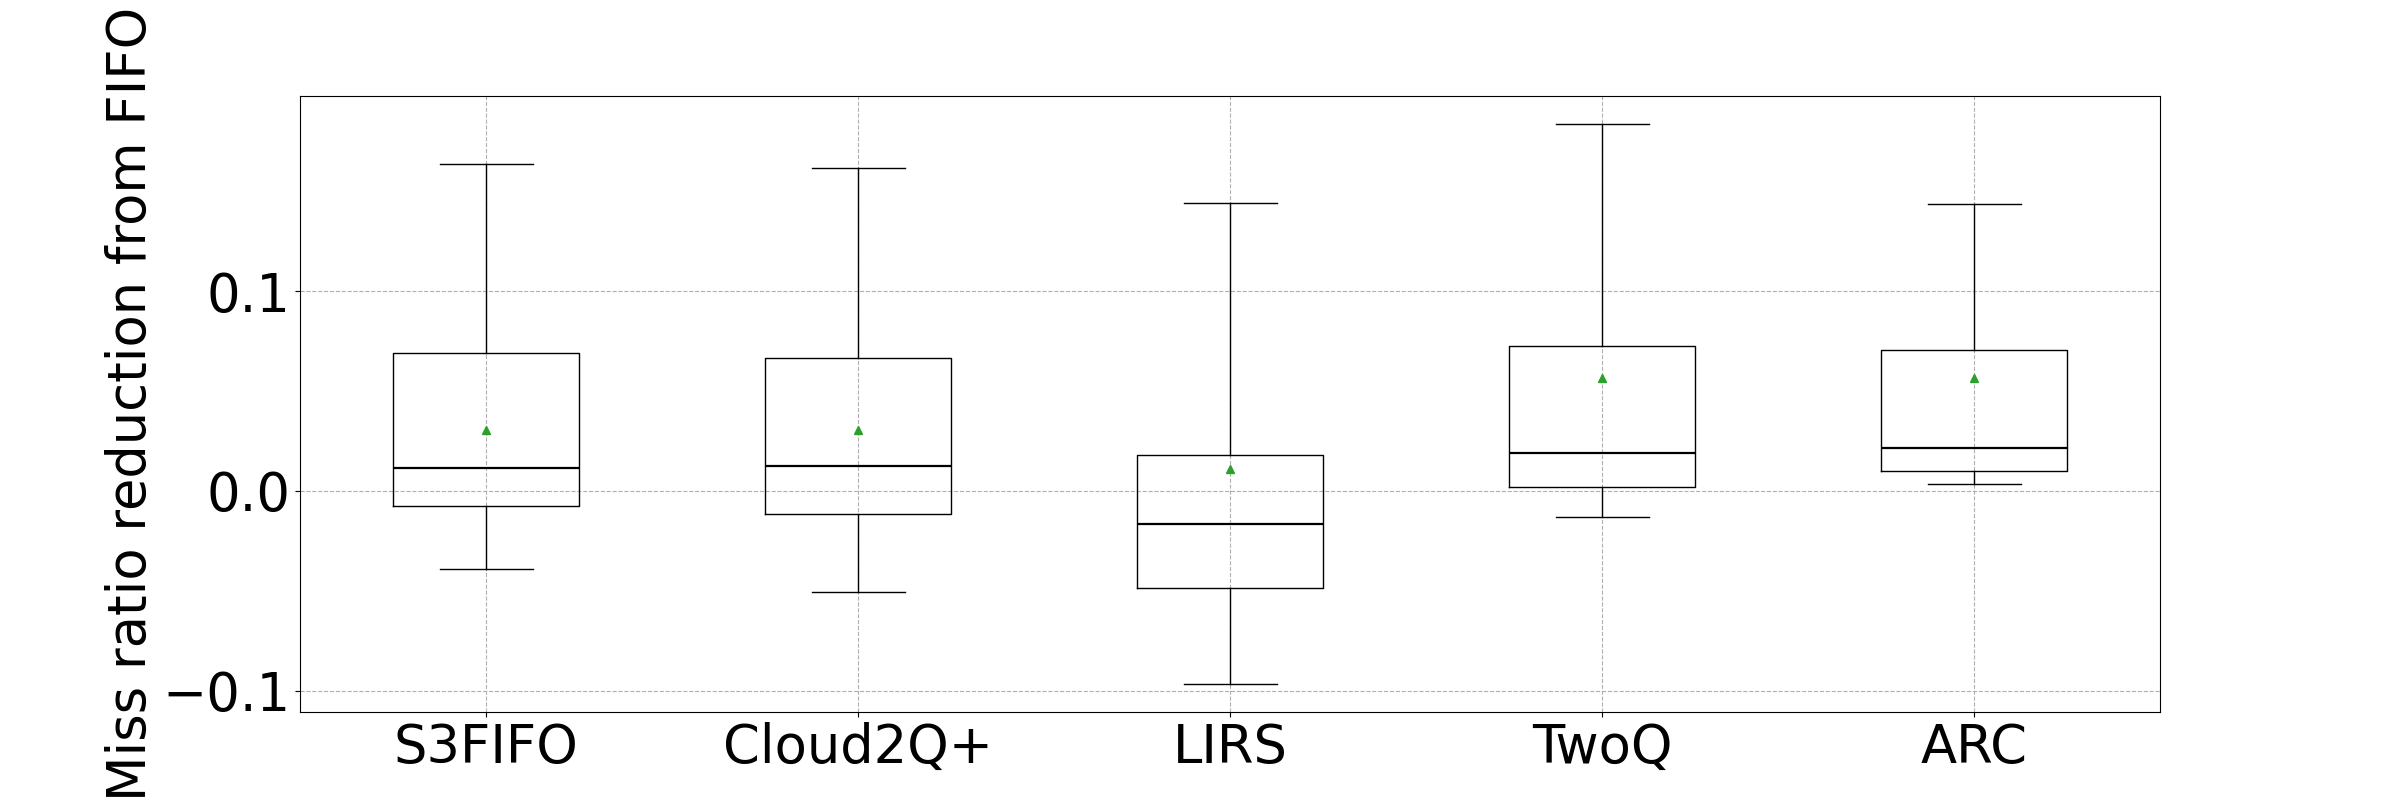 Miss ratio reduction from FIFO
0.1
0.0
−0.1
S3FIFO Cloud2Q+ LIRS TwoQ ARC